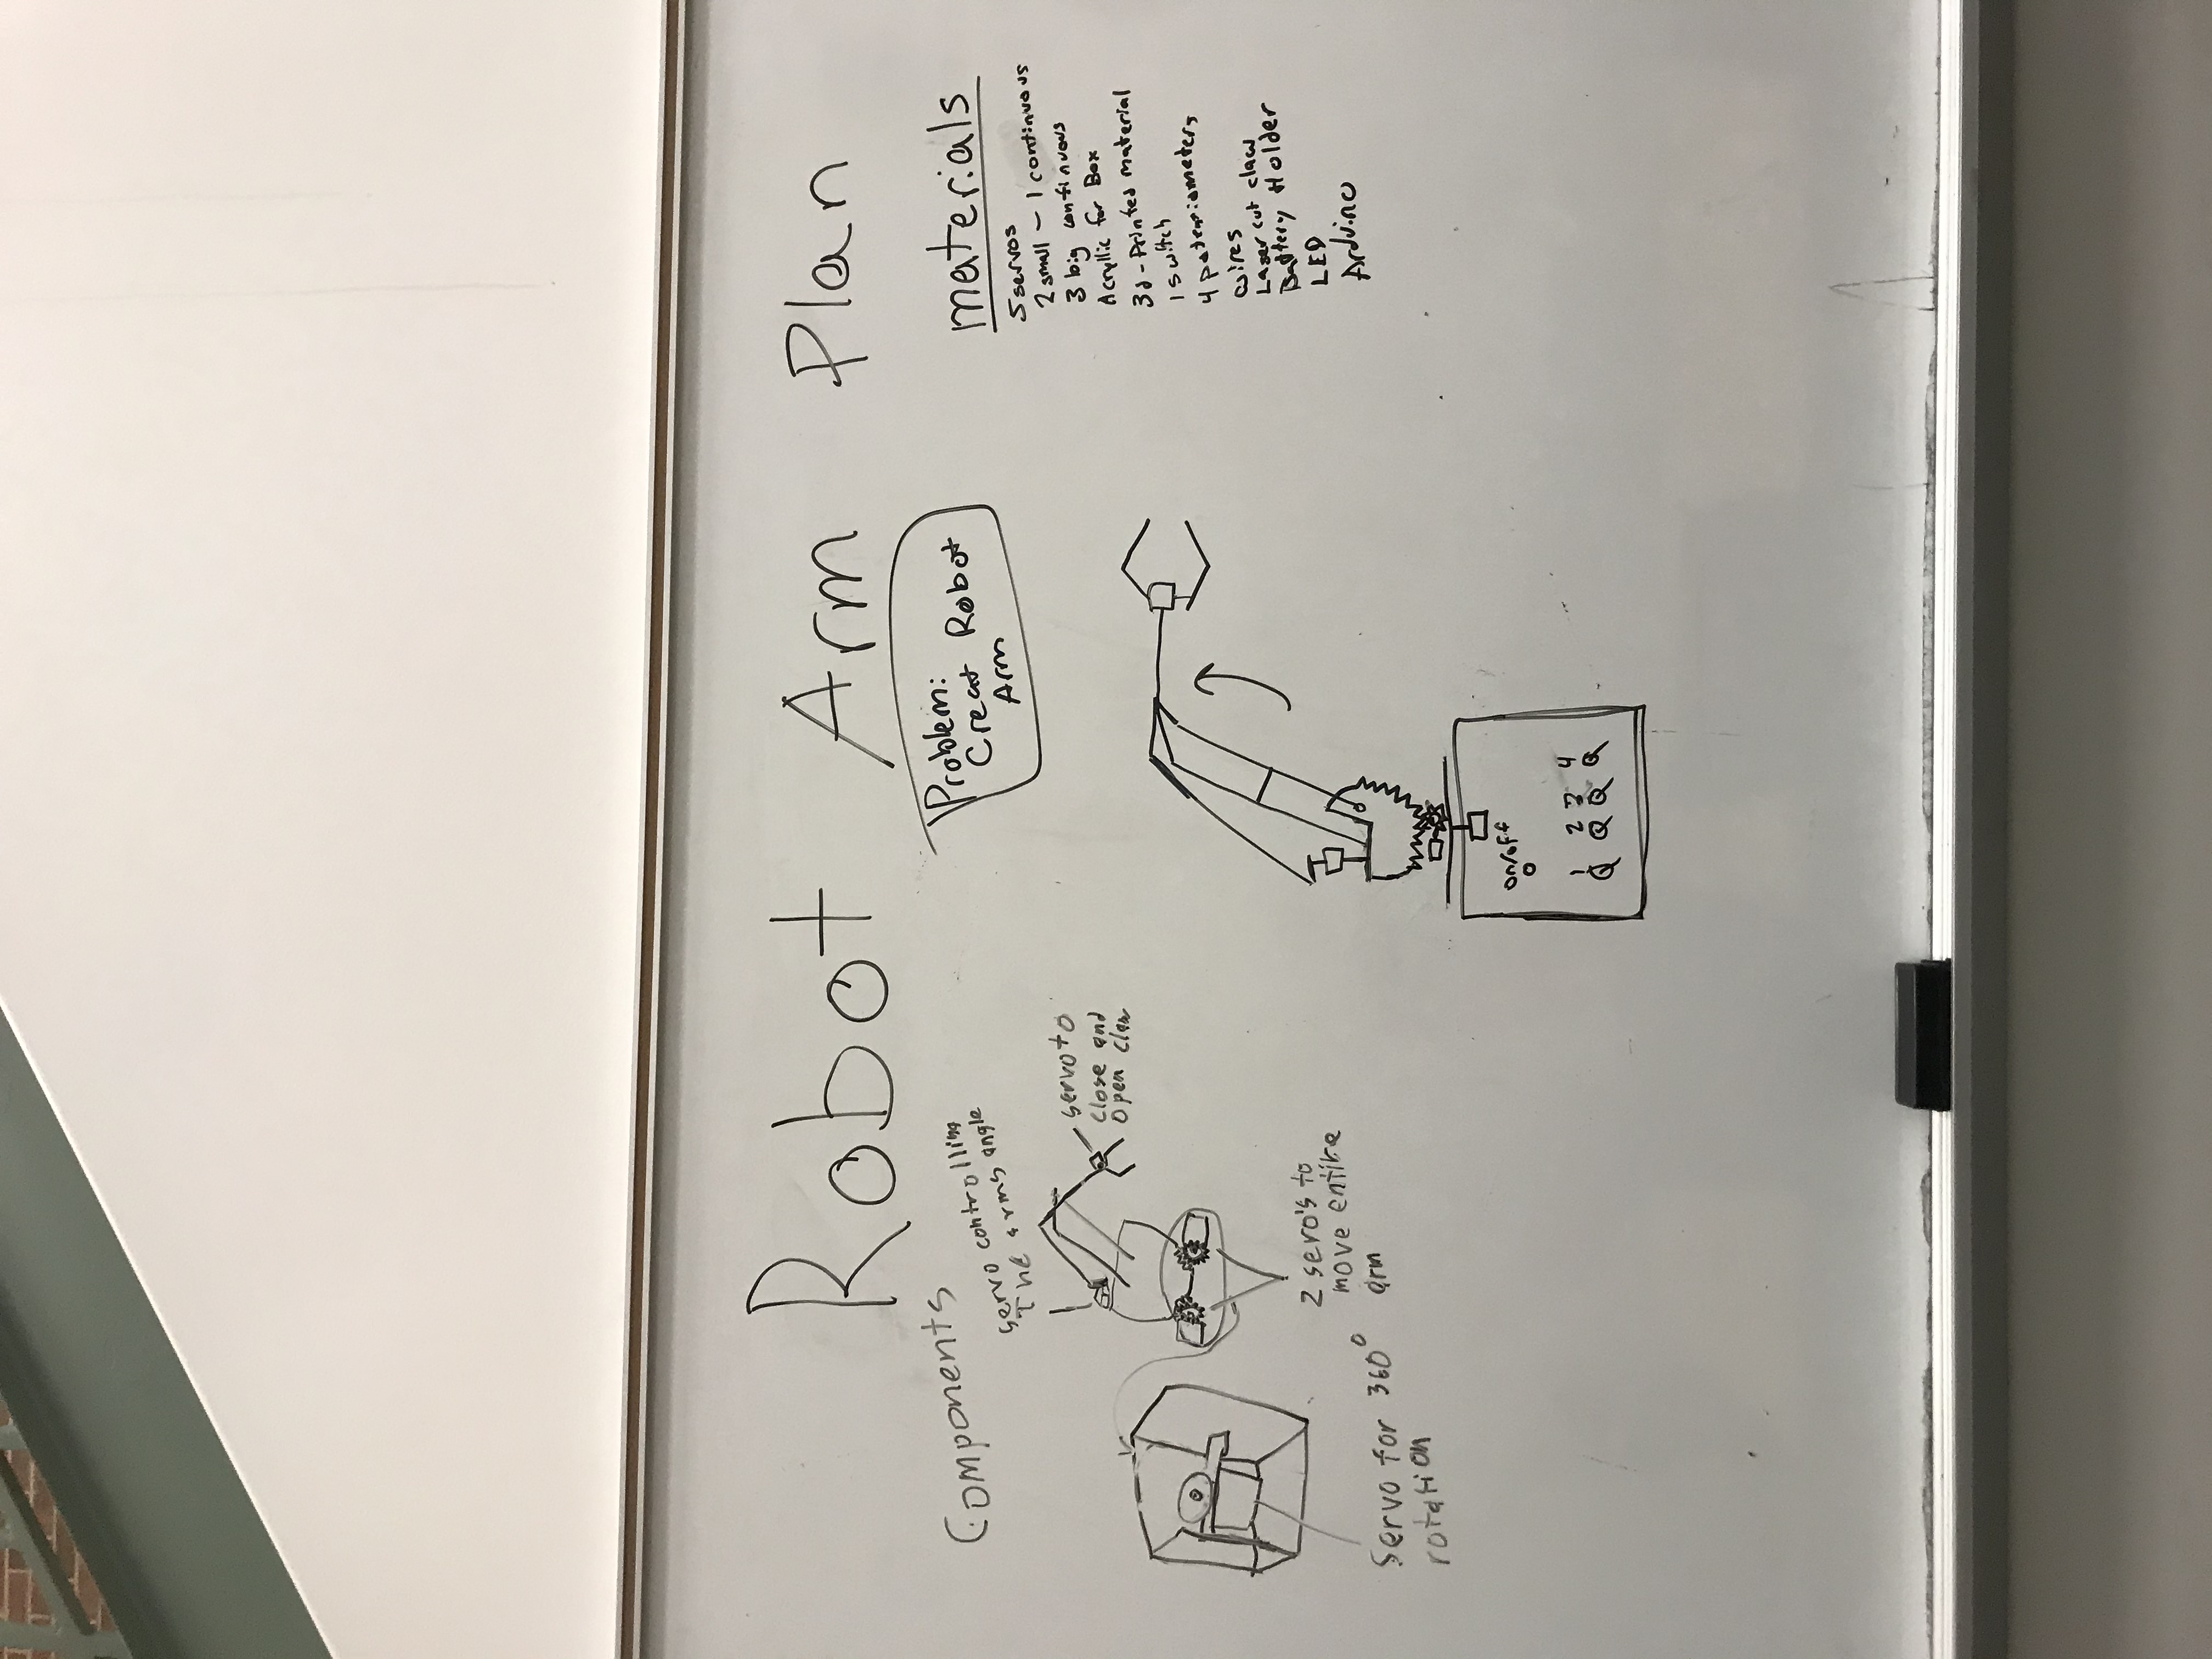 Robot Arm Plan
Components
servo controlling
The arms angle
servo to
close and
open claw
Servo for 360°
rotation
2 servo's to
move entire
arm
Problem:
Creat Robot
Arm
on/off
1 2 3 4
materials
5 servos
2 small - 1 continuous
3 big continuous
Acryllic for Box
3d-Printed material
1 switch
4 potentiometers
wires
Laser cut claw
Battery Holder
LED
Arduino